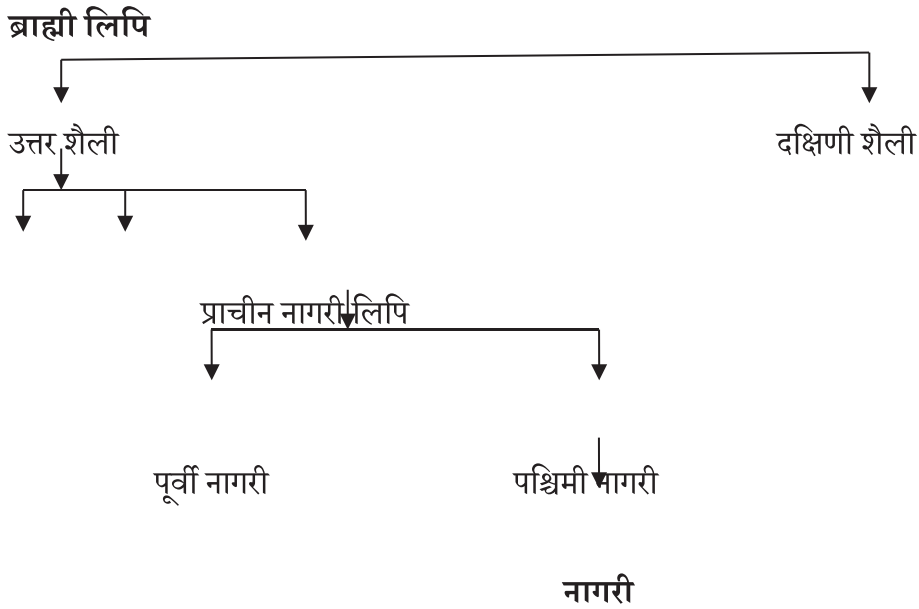 ब्राह्मी लिपि
उत्तर शैली दक्षिणी शैली
प्राचीन नागरी लिपि
पूर्वी नागरी पश्चिमी नागरी
नागरी